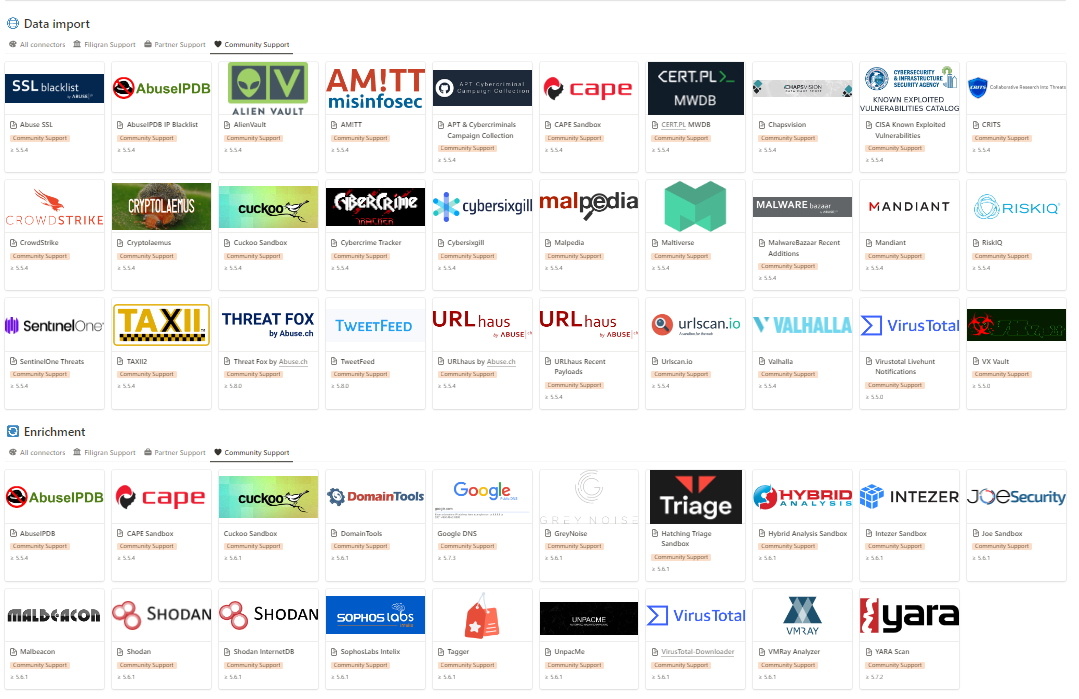 Data import
All connectors Filigran Support Partner Support Community Support
SSL blacklist
by ABUSE ch
Abuse SSL
Community Support
≥ 5.5.4
AbuseIPDB
AbuseIPDB IP Blacklist
Community Support
≥ 5.5.4
ALIEN VAULT
AlienVault
Community Support
≥ 5.5.4
AM!TT
misinfosec
AMITT
Community Support
≥ 5.5.4
APT Cybercriminal
Campaign Collection
APT & Cybercriminals
Campaign Collection
Community Support
≥ 5.5.4
cape
CAPE Sandbox
Community Support
≥ 5.5.4
CERT.PL>_
MWDB
CERT.PL MWDB
Community Support
≥ 5.5.4
CHAPSVISION
Chapsvision
Community Support
≥ 5.5.4
CYBERSECURITY
& INFRASTRUCTURE
SECURITY AGENCY
KNOWN EXPLOITED
VULNERABILITIES CATALOG
CISA Known Exploited
Vulnerabilities
Community Support
≥ 5.5.4
CRITS
Collaborative Research Into Threats
CRITS
Community Support
≥ 5.5.4
CROWDSTRIKE
CrowdStrike
Community Support
≥ 5.5.4
CRYPTOLAEMUS
Cryptolaemus
Community Support
≥ 5.5.4
cuckoo
Cuckoo Sandbox
Community Support
≥ 5.5.4
CYBERCRIME
TRACKER
Cybercrime Tracker
Community Support
≥ 5.5.4
cybersixgill
Cybersixgill
Community Support
≥ 5.5.4
malpedia
Malpedia
Community Support
≥ 5.5.4
Maltiverse
Community Support
≥ 5.5.4
MALWARE bazaar
MalwareBazaar Recent
Additions
Community Support
≥ 5.5.4
MANDIANT
Mandiant
Community Support
≥ 5.5.4
RISKIQ
RiskIQ
Community Support
≥ 5.5.4
SentinelOne
SentinelOne Threats
Community Support
≥ 5.5.4
TAXII
TAXII2
Community Support
≥ 5.5.4
THREAT FOX
by Abuse.ch
Threat Fox by Abuse.ch
Community Support
≥ 5.8.0
TWEETFEED
TweetFeed
Community Support
≥ 5.8.0
URLhaus
by ABUSE ch
URLhaus by Abuse.ch
Community Support
≥ 5.5.4
URLhaus
by ABUSE ch
URLhaus Recent
Payloads
Community Support
≥ 5.5.4
urlscan.io
A sandbox for the web
Urlscan.io
Community Support
≥ 5.5.4
VALHALLA
Valhalla
Community Support
≥ 5.5.4
VirusTotal
Virustotal Livehunt
Notifications
Community Support
≥ 5.5.0
VX Vault
Community Support
≥ 5.5.0
Enrichment
All connectors Filigran Support Partner Support Community Support
AbuseIPDB
AbuseIPDB
Community Support
≥ 5.5.4
cape
CAPE Sandbox
Community Support
≥ 5.5.4
cuckoo
Cuckoo Sandbox
Community Support
≥ 5.6.1
DomainTools
DomainTools
Community Support
≥ 5.6.1
Google
Google DNS
Community Support
≥ 5.7.3
GREYNOISE
GreyNoise
Community Support
≥ 5.6.1
Triage
Hatching Triage
Sandbox
Community Support
≥ 5.6.1
HYBRID
ANALYSIS
Hybrid Analysis Sandbox
Community Support
≥ 5.6.1
INTEZER
Intezer Sandbox
Community Support
≥ 5.6.1
JOESecurity
Joe Sandbox
Community Support
≥ 5.6.1
MALBEACON
Malbeacon
Community Support
≥ 5.6.1
SHODAN
Shodan
Community Support
≥ 5.6.1
SHODAN
Shodan InternetDB
Community Support
≥ 5.6.1
SOPHOS labs
SophosLabs Intelix
Community Support
≥ 5.6.1
Tagger
Community Support
≥ 5.6.1
UNPACME
UnpacMe
Community Support
≥ 5.6.1
VirusTotal
VirusTotal-Downloader
Community Support
≥ 5.6.1
VMRAY
VMRay Analyzer
Community Support
≥ 5.6.1
yara
YARA Scan
Community Support
≥ 5.7.2